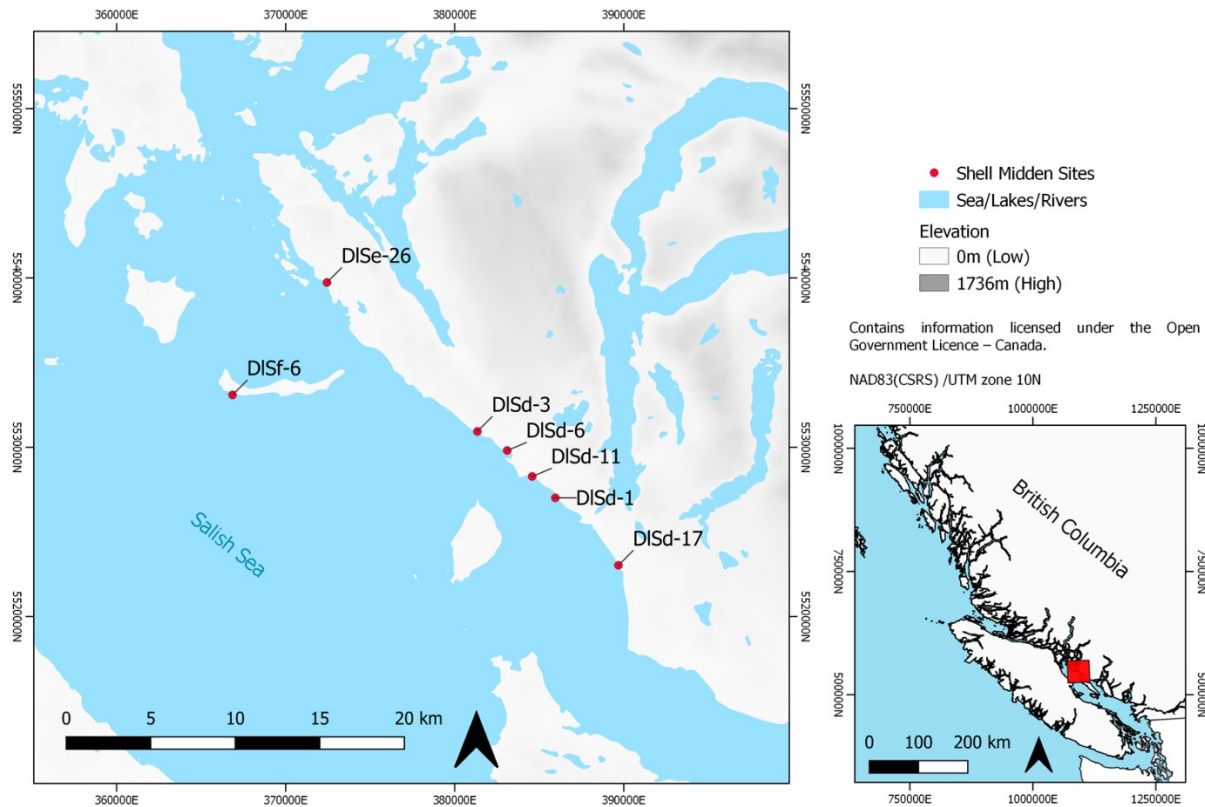 360000E 370000E 380000E 390000E
5550000N 5550000N
5540000N 5540000N
5530000N 5530000N
5520000N 5520000N
DlSe-26
DlSf-6
DlSd-3
DlSd-6
DlSd-11
DlSd-1
DlSd-17
Salish Sea
0 5 10 15 20 km
360000E 370000E 380000E 390000E
Shell Midden Sites
Sea/Lakes/Rivers
Elevation
0m (Low)
1736m (High)
Contains information licensed under the Open
Government Licence – Canada.
NAD83(CSRS) /UTM zone 10N
750000E 1000000E 1250000E
1000000N 1000000N
British Columbia
750000N 750000N
500000N 500000N
0 100 200 km
750000E 1000000E 1250000E